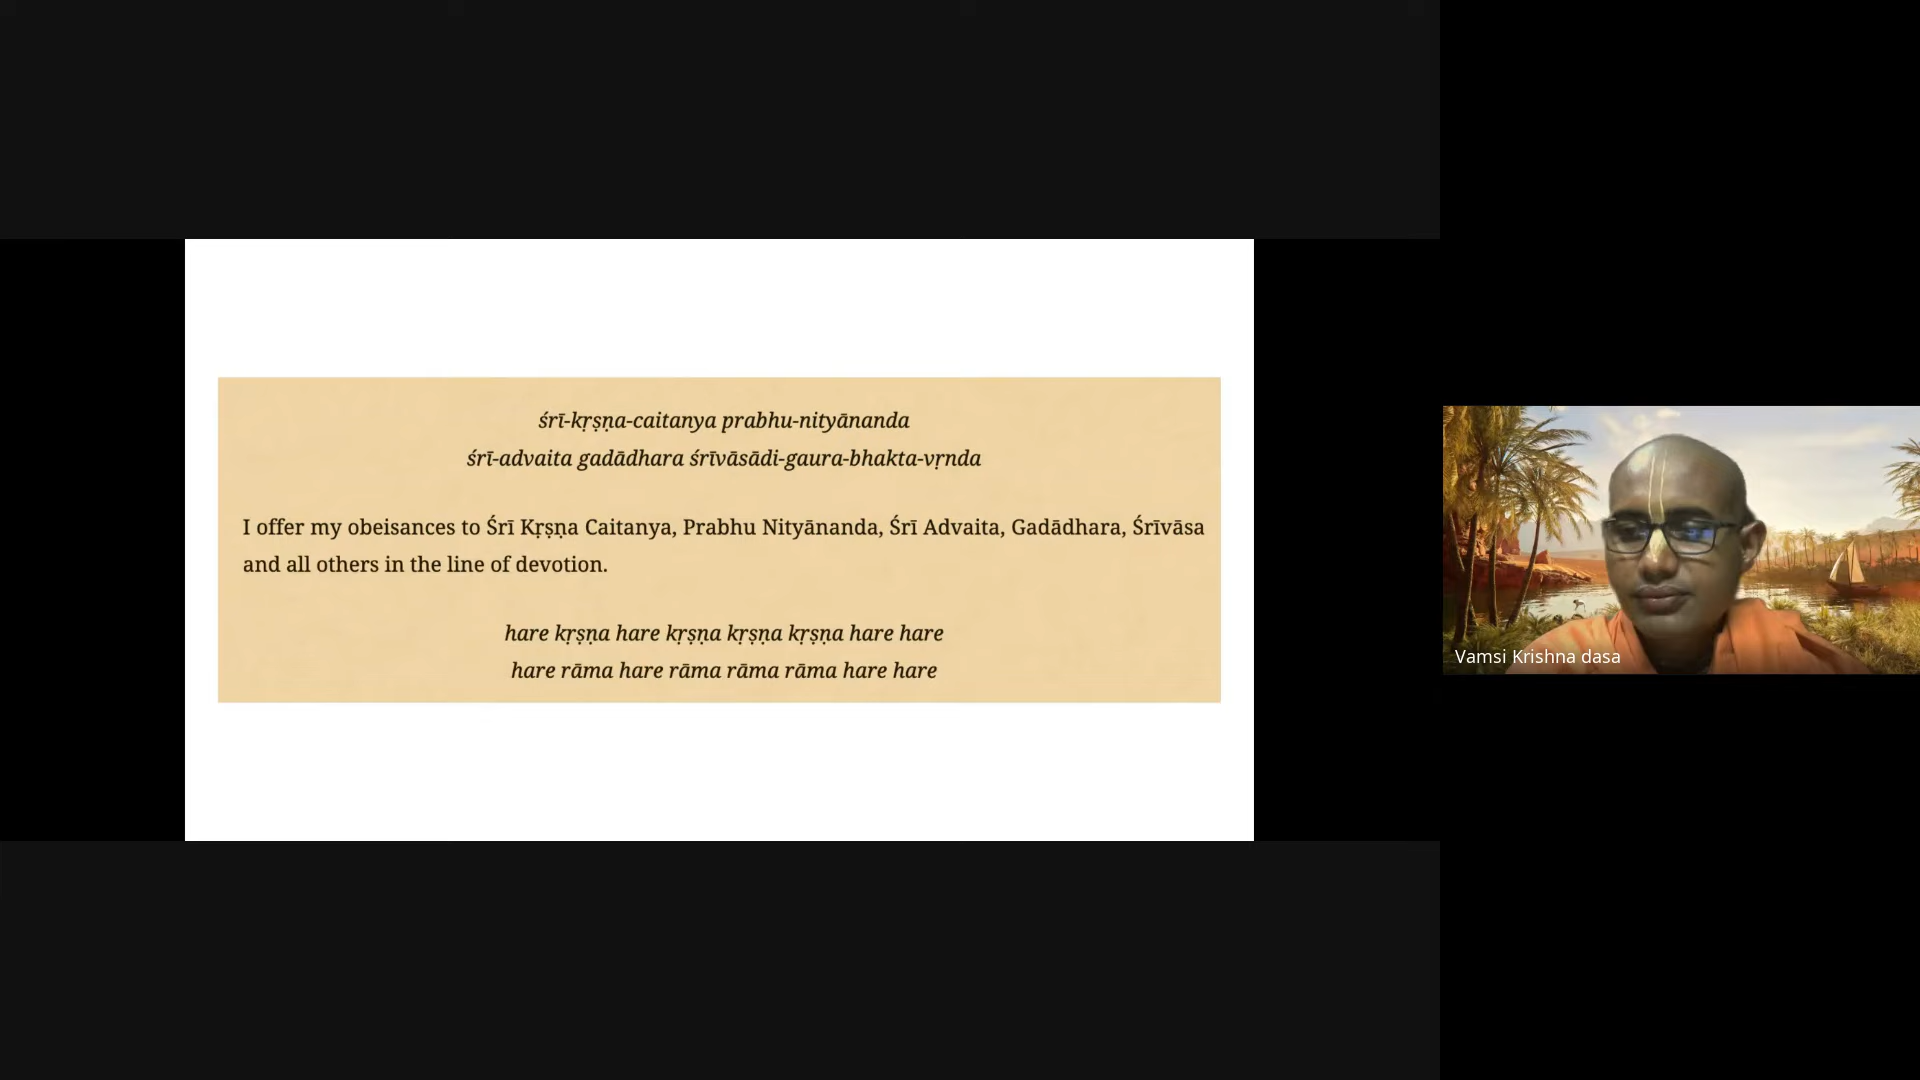 śrī-kṛṣṇa-caitanya prabhu-nityānanda
śrī-advaita gadādhara śrīvāsādi-gaura-bhakta-vṛnda
I offer my obeisances to Śrī Kṛṣṇa Caitanya, Prabhu Nityānanda, Śrī Advaita, Gadādhara, Śrīvāsa
and all others in the line of devotion.
hare kṛṣṇa hare kṛṣṇa kṛṣṇa kṛṣṇa hare hare
hare rāma hare rāma rāma rāma hare hare
Vamsi Krishna dasa